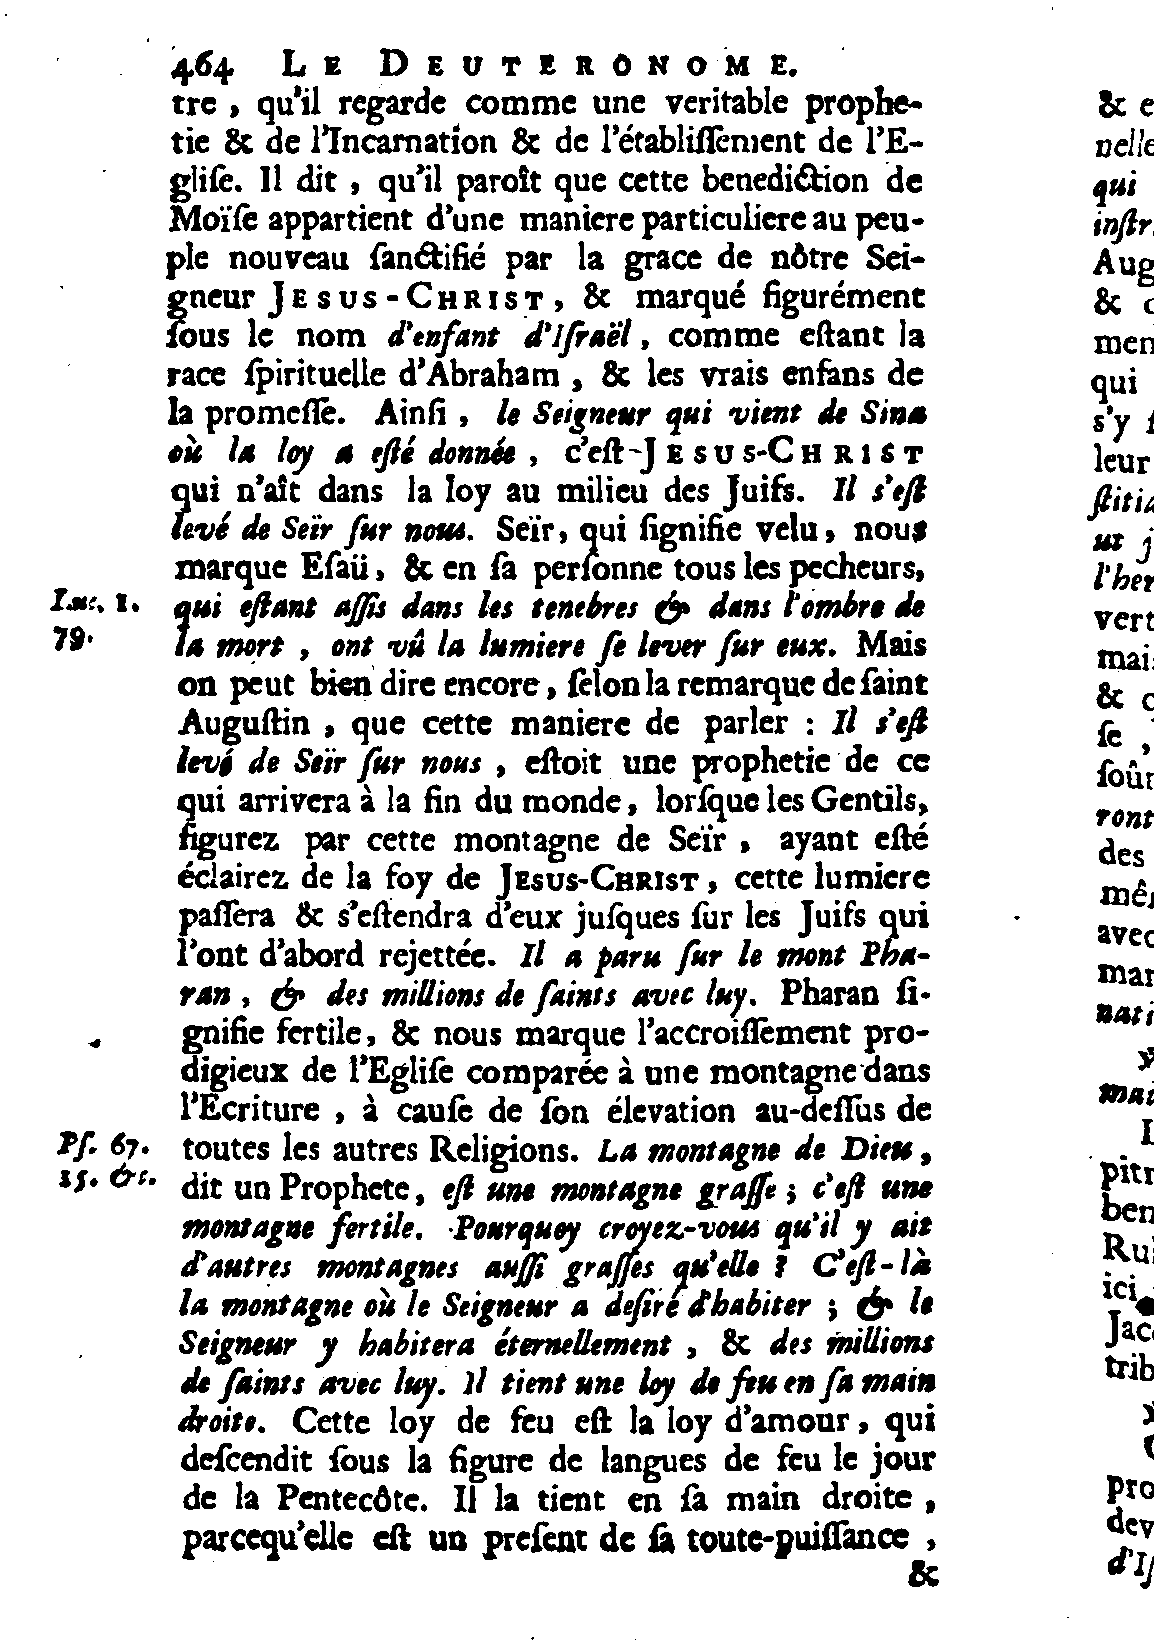 464 LE DEUTERONOME.
tre, qu'il regarde comme une veritable prophe-
tie & de l'Incarnation & de l'établiſſement de l'E-
gliſe. Il dit, qu'il paroît que cette benediction de
Moïſe appartient d'une maniere particuliere au peu-
ple nouveau ſanctifié par la grace de nôtre Sei-
gneur JESUS-CHRIST, & marqué figurément
ſous le nom d'enfant d'Iſraël, comme eſtant la
race ſpirituelle d'Abraham, & les vrais enfans de
la promeſſe. Ainſi, le Seigneur qui vient de Sina
où la loy a eſté donnée, c'eſt-JESUS-CHRIST
qui n'aît dans la loy au milieu des Juifs. Il s'eſt
levé de Seïr ſur nous. Seïr, qui ſignifie velu, nous
marque Eſaü, & en ſa perſonne tous les pecheurs,
Luc. 1. qui eſtant aſſis dans les tenebres & dans l'ombre de
79. la mort, ont vû la lumiere ſe lever ſur eux. Mais
on peut bien dire encore, ſelon la remarque de ſaint
Auguſtin, que cette maniere de parler : Il s'eſt
levé de Seïr ſur nous, eſtoit une prophetie de ce
qui arrivera à la fin du monde, lorſque les Gentils,
figurez par cette montagne de Seïr, ayant eſté
éclairez de la foy de JESUS-CHRIST, cette lumiere
paſſera & s'eſtendra d'eux juſques ſur les Juifs qui
l'ont d'abord rejettée. Il a paru ſur le mont Pha-
ran, & des millions de ſaints avec luy. Pharan ſi-
gnifie fertile, & nous marque l'accroiſſement pro-
digieux de l'Egliſe comparée à une montagne dans
l'Ecriture, à cauſe de ſon élevation au-deſſus de
Pſ. 67. toutes les autres Religions. La montagne de Dieu,
15. &c. dit un Prophete, eſt une montagne graſſe ; c'eſt une
montagne fertile. Pourquoy croyez-vous qu'il y ait
d'autres montagnes auſſi graſſes qu'elle ? C'eſt-là
la montagne où le Seigneur a deſiré d'habiter ; & le
Seigneur y habitera éternellement, & des millions
de ſaints avec luy. Il tient une loy de feu en ſa main
droite. Cette loy de feu eſt la loy d'amour, qui
deſcendit ſous la figure de langues de feu le jour
de la Pentecôte. Il la tient en ſa main droite,
parcequ'elle eſt un preſent de ſa toute-puiſſance,
&
& e
nelle
qui
inſtr
Aug
&
men
qui
s'y
leur
ſtitia
ut j
l'her
vert
mai
&
ſe,
ſoûr
ront
des
mê
avec
mar
nati
mai
pitr
ben
Ru
ici
Jac
trib
pro
dev
d'Iſ